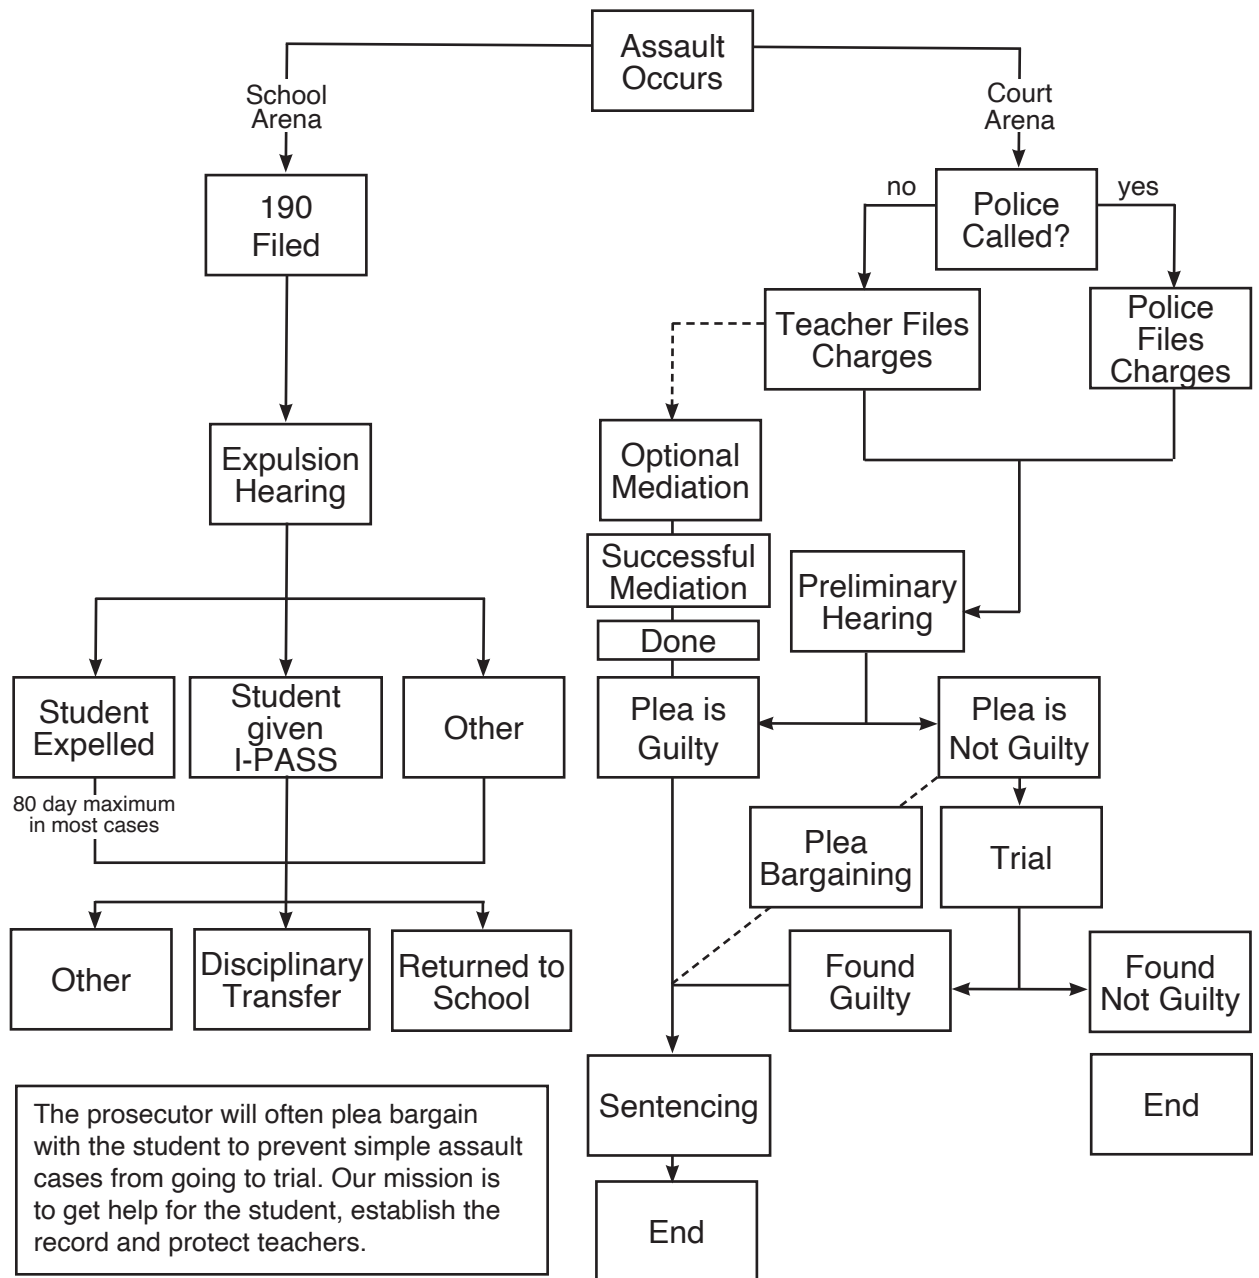 Assault
Occurs
School
Arena
Court
Arena
190
Filed
no
Police
Called?
yes
Teacher Files
Charges
Police
Files
Charges
Expulsion
Hearing
Optional
Mediation
Successful
Mediation
Done
Preliminary
Hearing
Student
Expelled
Student
given
I-PASS
Other
Plea is
Guilty
Plea is
Not Guilty
80 day maximum
in most cases
Plea
Bargaining
Trial
Other
Disciplinary
Transfer
Returned to
School
Found
Guilty
Found
Not Guilty
Sentencing
End
End
The prosecutor will often plea bargain
with the student to prevent simple assault
cases from going to trial. Our mission is
to get help for the student, establish the
record and protect teachers.